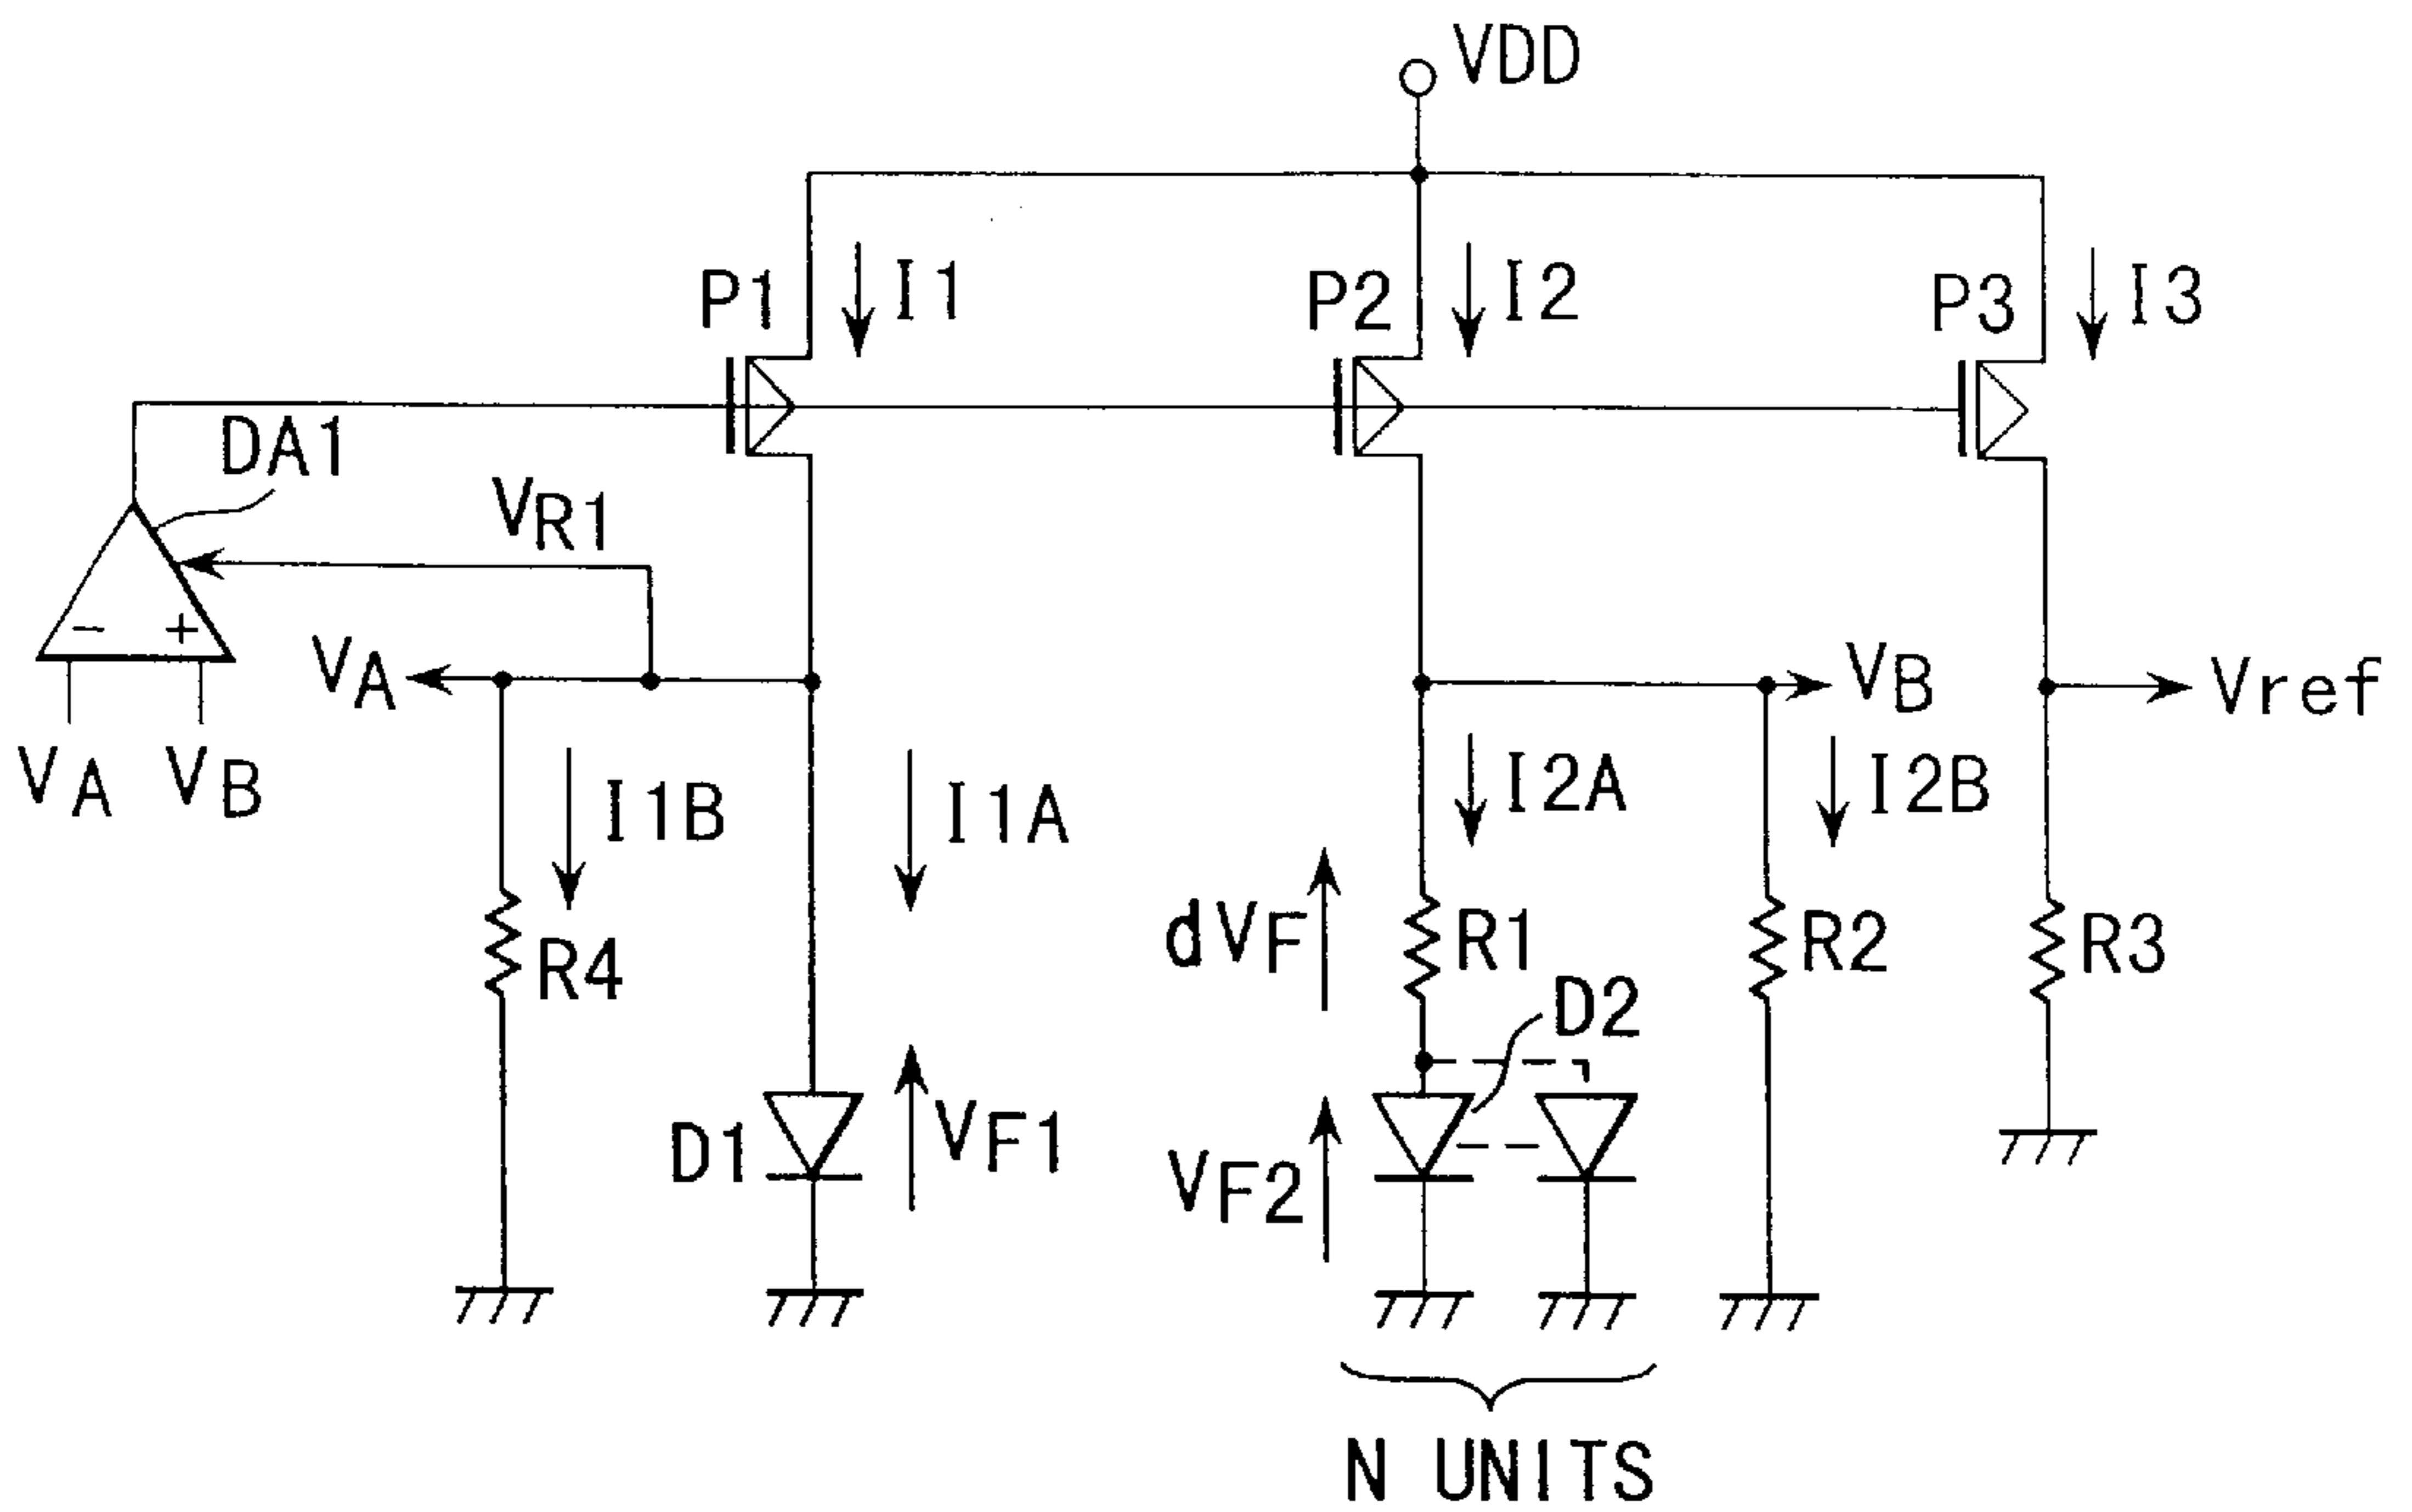 VDD
P1
I1
P2
I2
P3
I3
DA1
VR1
- +
VA
VB
Vref
VA VB
I1B
I1A
I2A
I2B
R4
dVF
R1
R2
R3
D2
D1
VF1
VF2
N UNITS